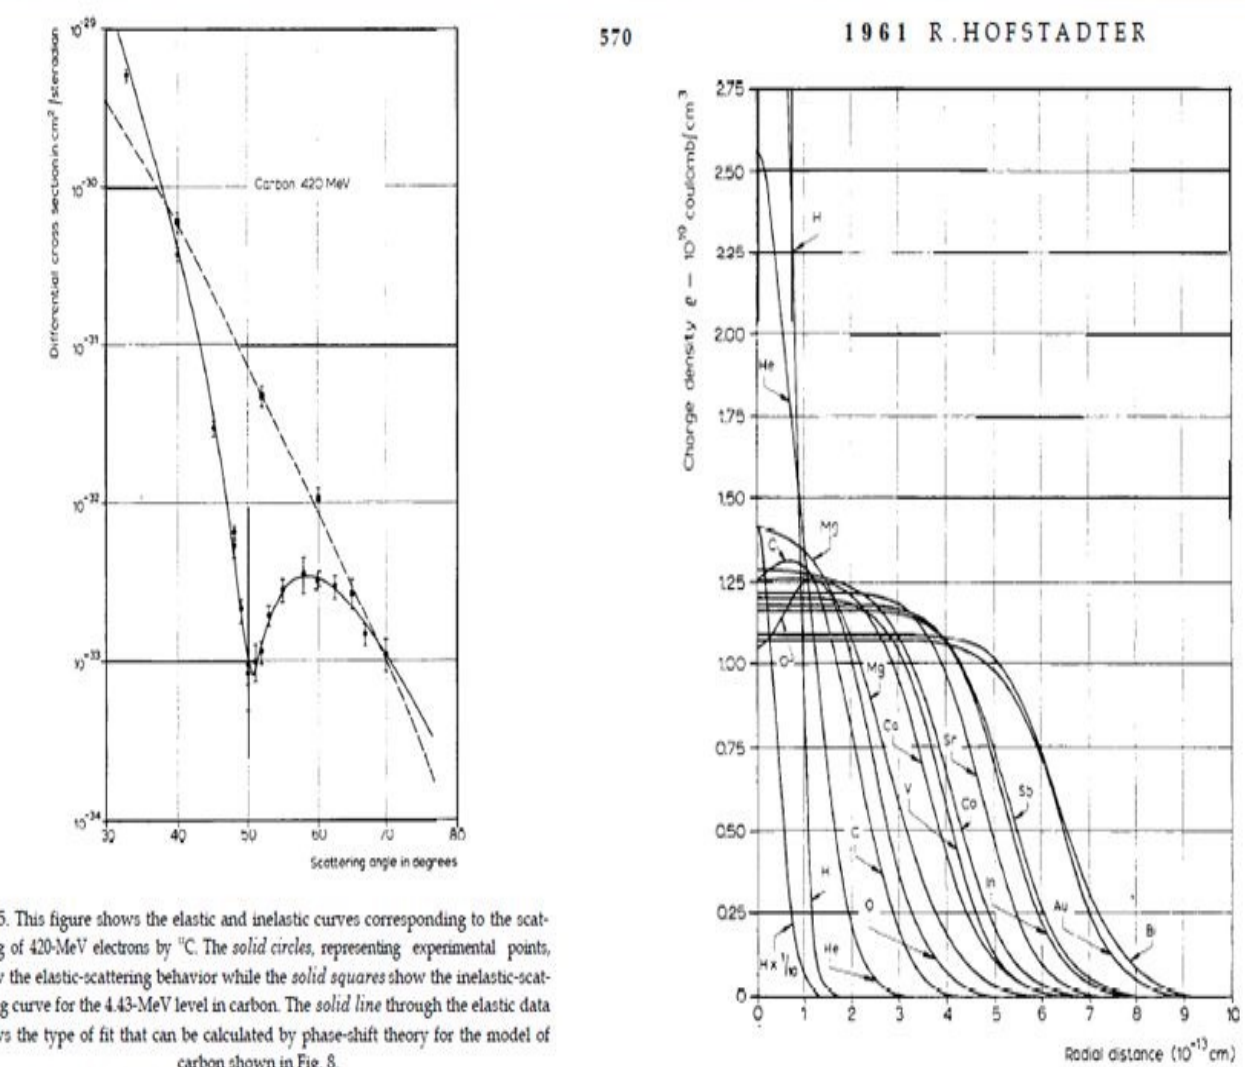 10-29
10-30
10-31
10-32
10-33
10-34
Differential cross section in cm² /steradian
Carbon 420 MeV
30 40 50 60 70 80
Scattering angle in degrees
5. This figure shows the elastic and inelastic curves corresponding to the scat-
g of 420-MeV electrons by ¹²C. The solid circles, representing experimental points,
w the elastic-scattering behavior while the solid squares show the inelastic-scat-
g curve for the 4.43-MeV level in carbon. The solid line through the elastic data
ws the type of fit that can be calculated by phase-shift theory for the model of
carbon shown in Fig. 8.
570
1961 R.HOFSTADTER
Charge density ρ — 10¹⁹ coulomb/cm³
2.75
2.50
2.25
2.00
1.75
1.50
1.25
1.00
0.75
0.50
0.25
0
H
He
Mg
C
O
Mg
Ca
Sr
V
Co
Sb
C
In
H
O
Au
Bi
H x 1/10
He
0 1 2 3 4 5 6 7 8 9 10
Radial distance (10⁻¹³ cm)